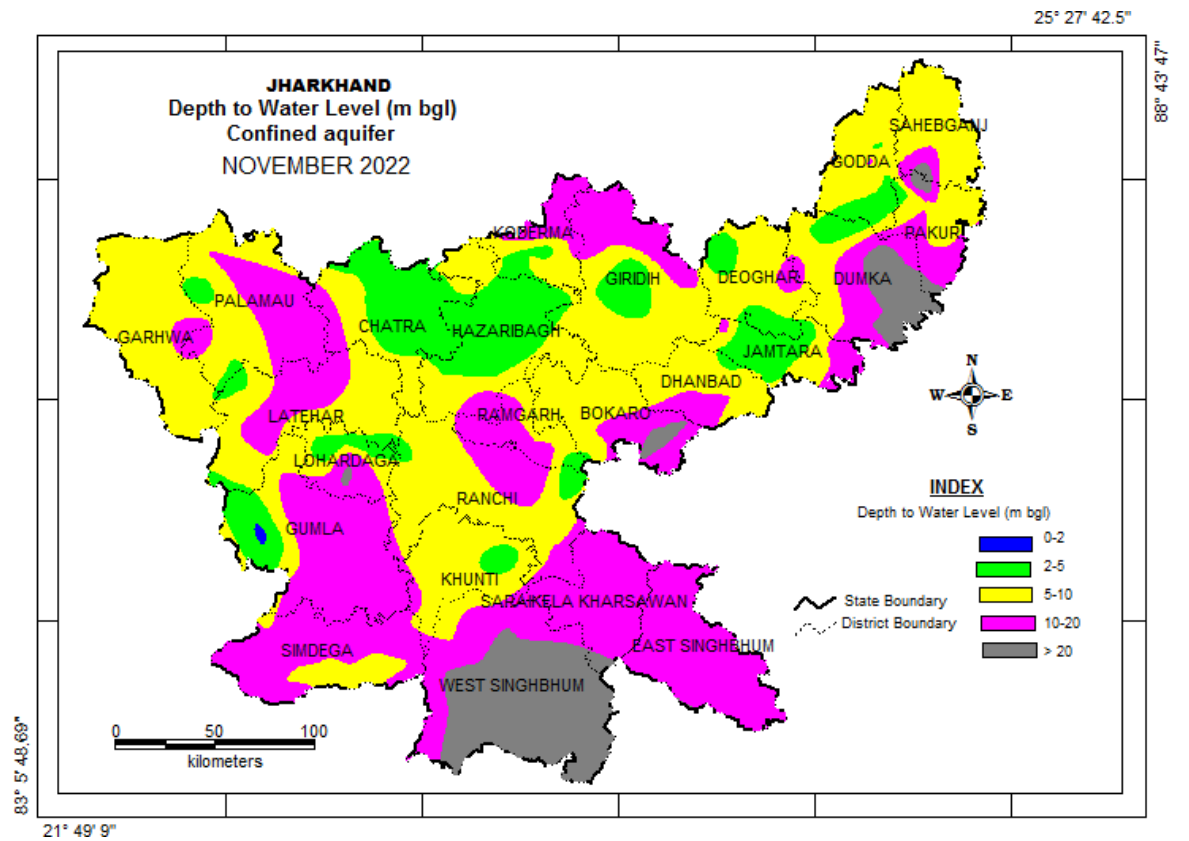 25° 27' 42.5"
88° 43' 47"
JHARKHAND
Depth to Water Level (m bgl)
Confined aquifer
NOVEMBER 2022
SAHEBGANJ
GODDA
KODERMA
PAKUR
GIRIDIH
DEOGHAR
DUMKA
PALAMAU
CHATRA
HAZARIBAGH
GARHWA
JAMTARA
DHANBAD
LATEHAR
RAMGARH
BOKARO
LOHARDAGA
RANCHI
GUMLA
KHUNTI
SARAIKELA KHARSAWAN
EAST SINGHBHUM
SIMDEGA
WEST SINGHBHUM
N
W
E
S
INDEX
Depth to Water Level (m bgl)
0-2
2-5
5-10
10-20
> 20
State Boundary
District Boundary
0 50 100
kilometers
83° 5' 48.69"
21° 49' 9"